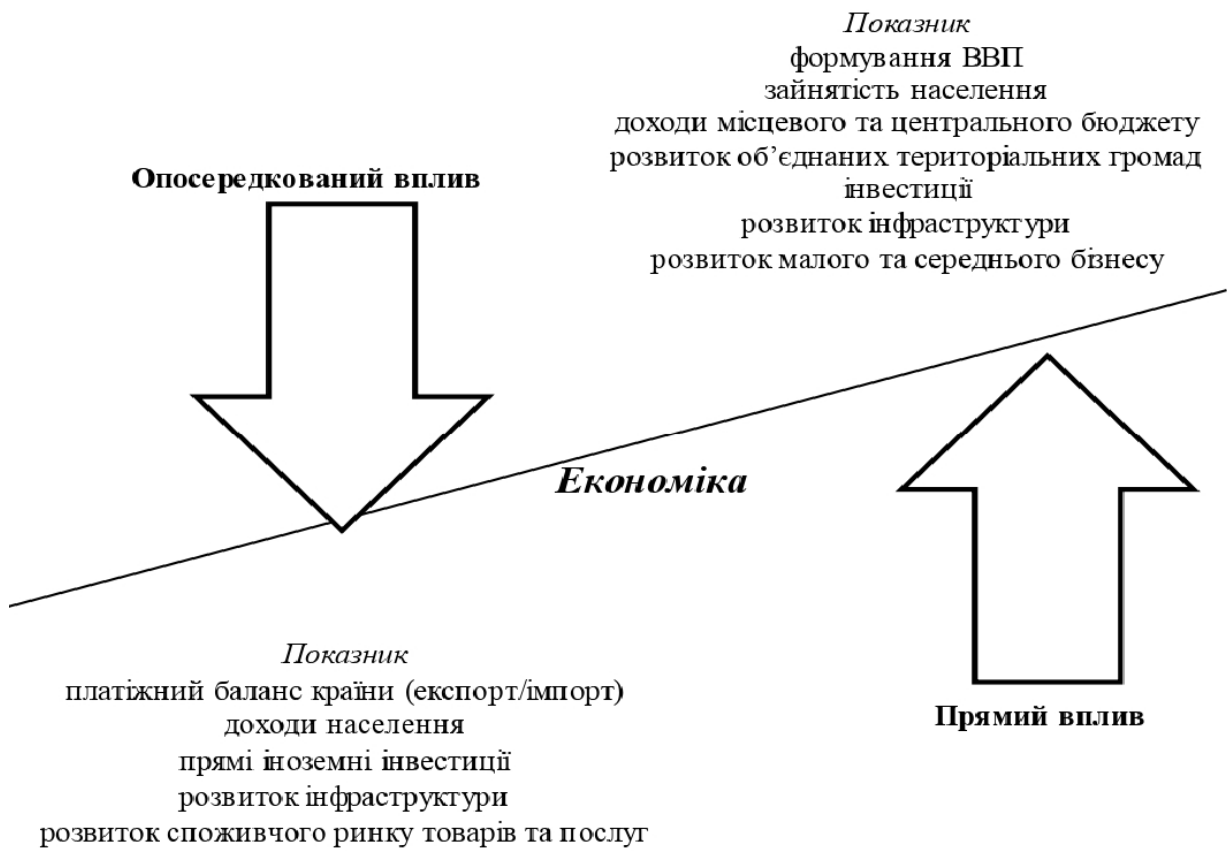 Показник
формування ВВП
зайнятість населення
доходи місцевого та центрального бюджету
розвиток об’єднаних територіальних громад
інвестиції
розвиток інфраструктури
розвиток малого та середнього бізнесу
Опосередкований вплив
Економіка
Прямий вплив
Показник
платіжний баланс країни (експорт/імпорт)
доходи населення
прямі іноземні інвестиції
розвиток інфраструктури
розвиток споживчого ринку товарів та послуг